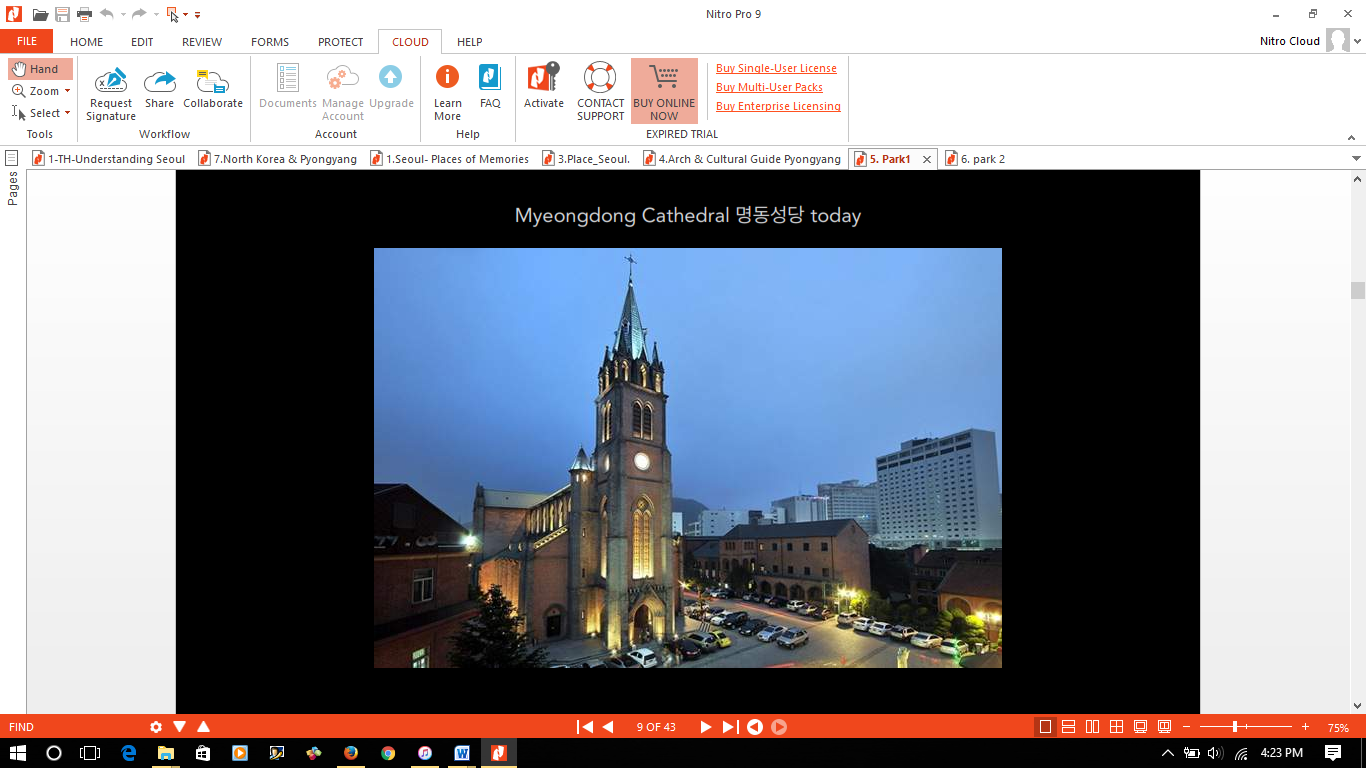 Nitro Pro 9
FILE
HOME
EDIT
REVIEW
FORMS
PROTECT
CLOUD
HELP
Nitro Cloud
Hand
Zoom
Select
Tools
Request Signature
Share
Collaborate
Workflow
Documents
Manage Account
Upgrade
Account
Learn More
FAQ
Help
Activate
CONTACT SUPPORT
BUY ONLINE NOW
Buy Single-User License
Buy Multi-User Packs
Buy Enterprise Licensing
EXPIRED TRIAL
1-TH-Understanding Seoul
7.North Korea & Pyongyang
1.Seoul- Places of Memories
3.Place_Seoul.
4.Arch & Cultural Guide Pyongyang
5. Park1
6. park 2
Pages
Myeongdong Cathedral 명동성당 today
FIND
9 OF 43
75%
4:23 PM